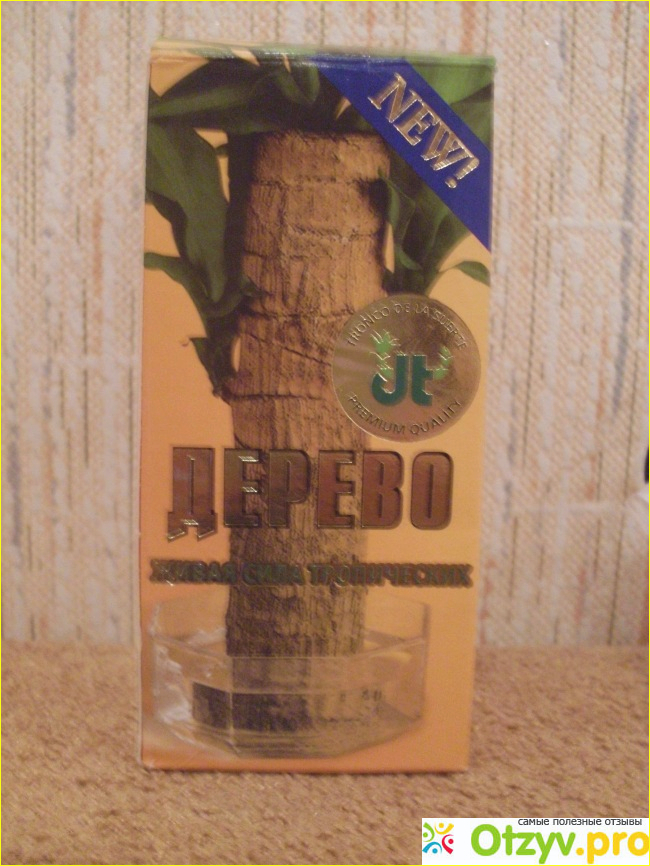 NEW!
TRONCO DE LA SUERTE
Jt
PREMIUM QUALITY
ДЕРЕВО
ЖИВАЯ СИЛА ТРОПИЧЕСКИХ
самые полезные отзывы
Otzyv.pro